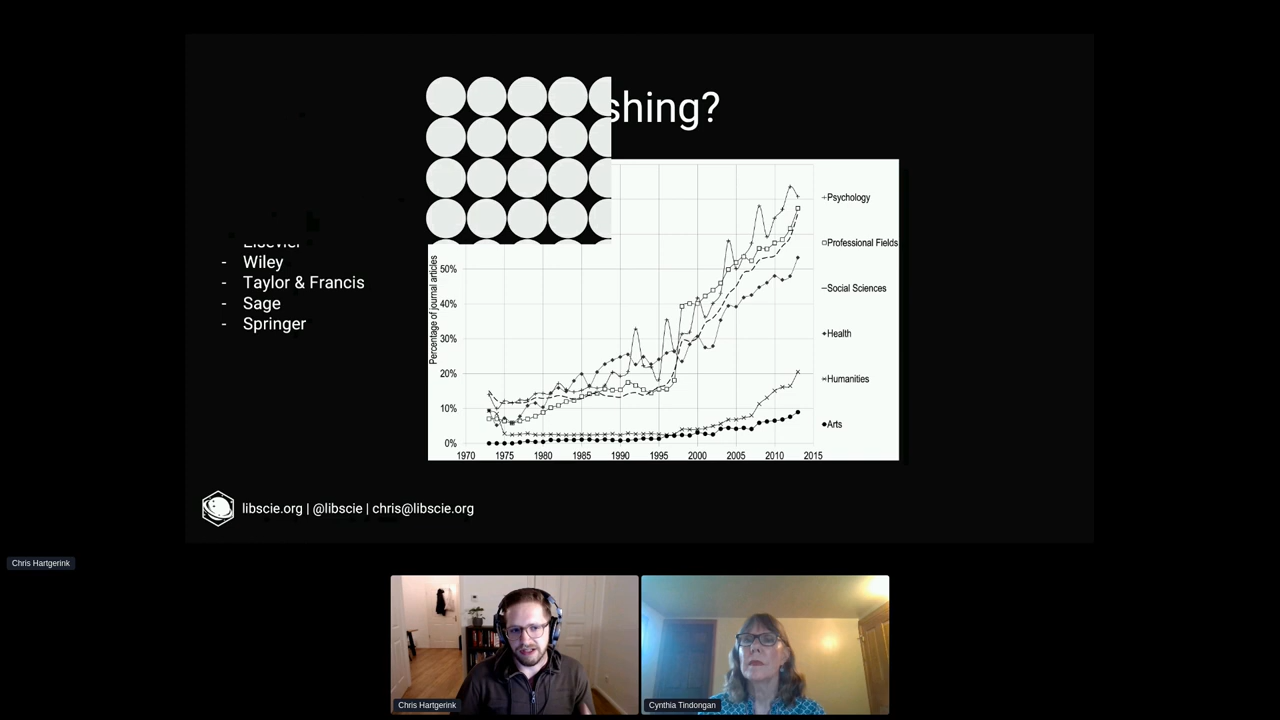 shing?
Elsevier
- Wiley
- Taylor & Francis
- Sage
- Springer
Percentage of journal articles
50%
40%
30%
20%
10%
0%
1970 1975 1980 1985 1990 1995 2000 2005 2010 2015
Psychology
Professional Fields
Social Sciences
Health
Humanities
Arts
libscie.org | @libscie | chris@libscie.org
Chris Hartgerink
Chris Hartgerink
Cynthia Tindongan